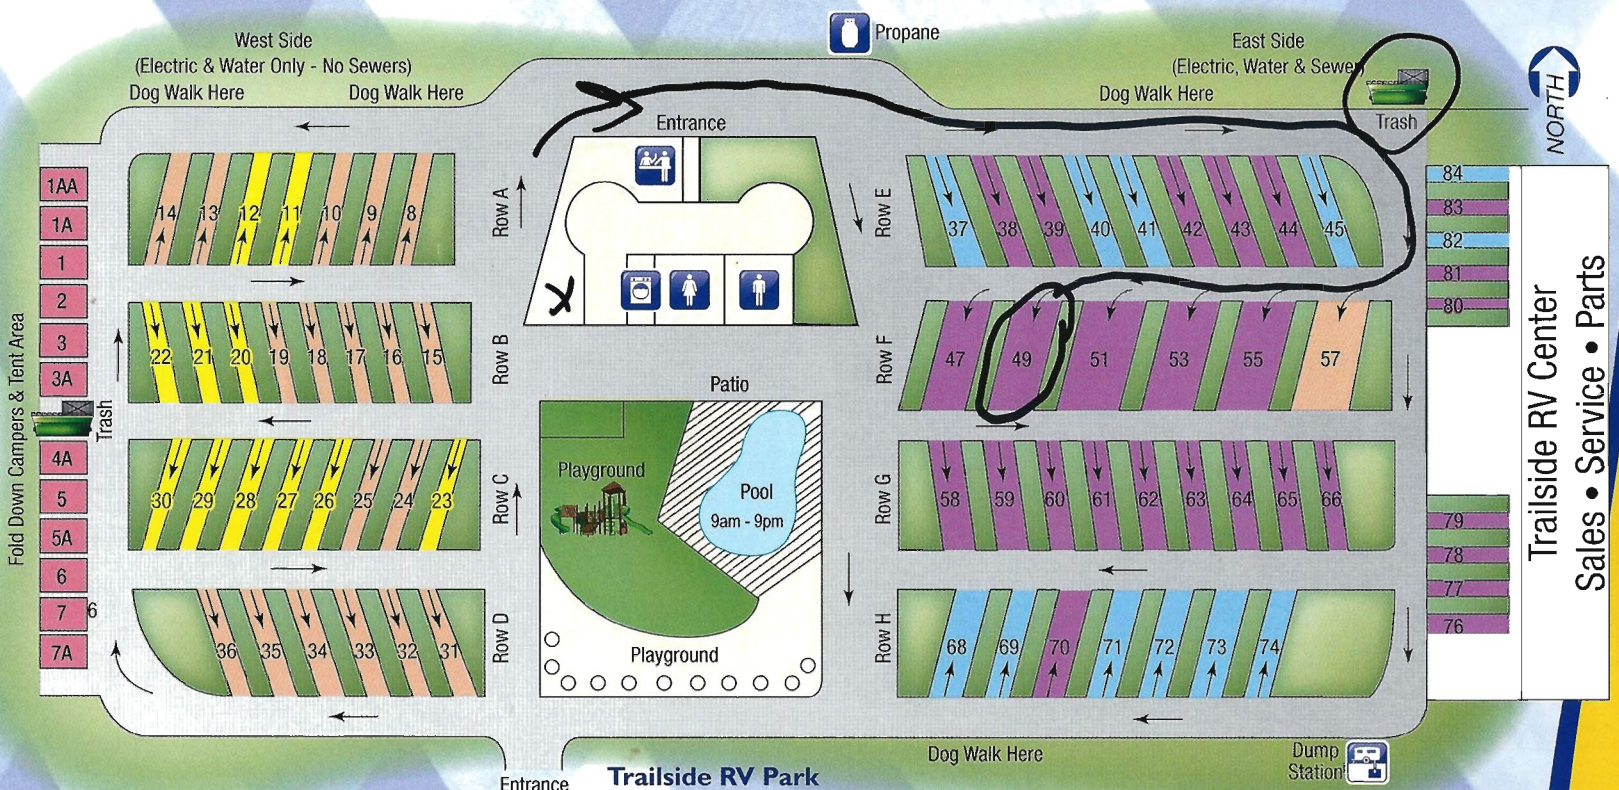 Propane
West Side
(Electric & Water Only - No Sewers)
Dog Walk Here
Dog Walk Here
East Side
(Electric, Water & Sewer
Dog Walk Here
Trash
NORTH
Entrance
Row A
Row E
1AA
1A
1
2
3
3A
4A
5
5A
6
7
6
7A
Fold Down Campers & Tent Area
Trash
14 13 12 11 10 9 8
37 38 39 40 41 42 43 44 45
84
83
82
81
80
22 21 20 19 18 17 16 15
Row B
X
Row F
47 49 51 53 55 57
Patio
30 29 28 27 26 25 24 23
Row C
Playground
Pool
9am - 9pm
Row G
58 59 60 61 62 63 64 65 66
79
78
77
76
36 35 34 33 32 31
Row D
Playground
Row H
68 69 70 71 72 73 74
Trailside RV Center
Sales • Service • Parts
Dog Walk Here
Dump
Station
Entrance
Trailside RV Park